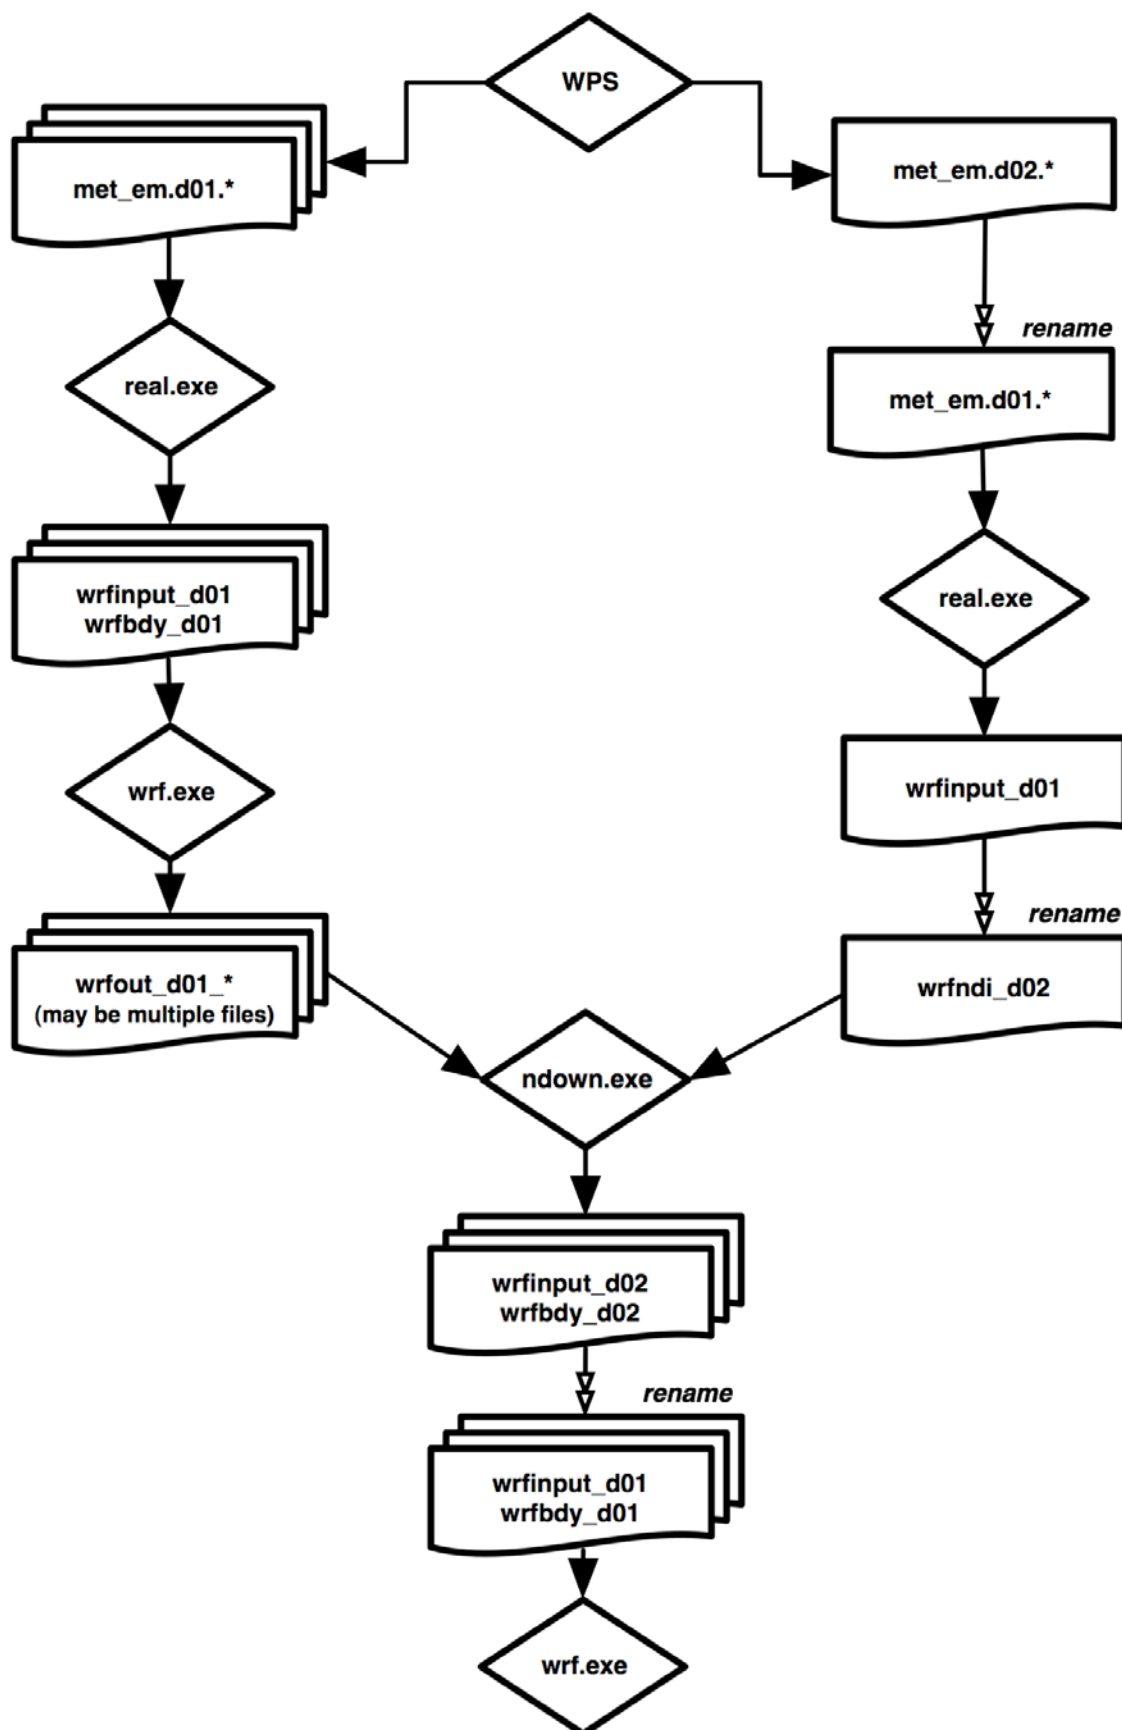 WPS
met_em.d01.*
met_em.d02.*
rename
met_em.d01.*
real.exe
real.exe
wrfinput_d01
wrfbdy_d01
wrf.exe
wrfinput_d01
rename
wrfout_d01_*
(may be multiple files)
wrfndi_d02
ndown.exe
wrfinput_d02
wrfbdy_d02
rename
wrfinput_d01
wrfbdy_d01
wrf.exe